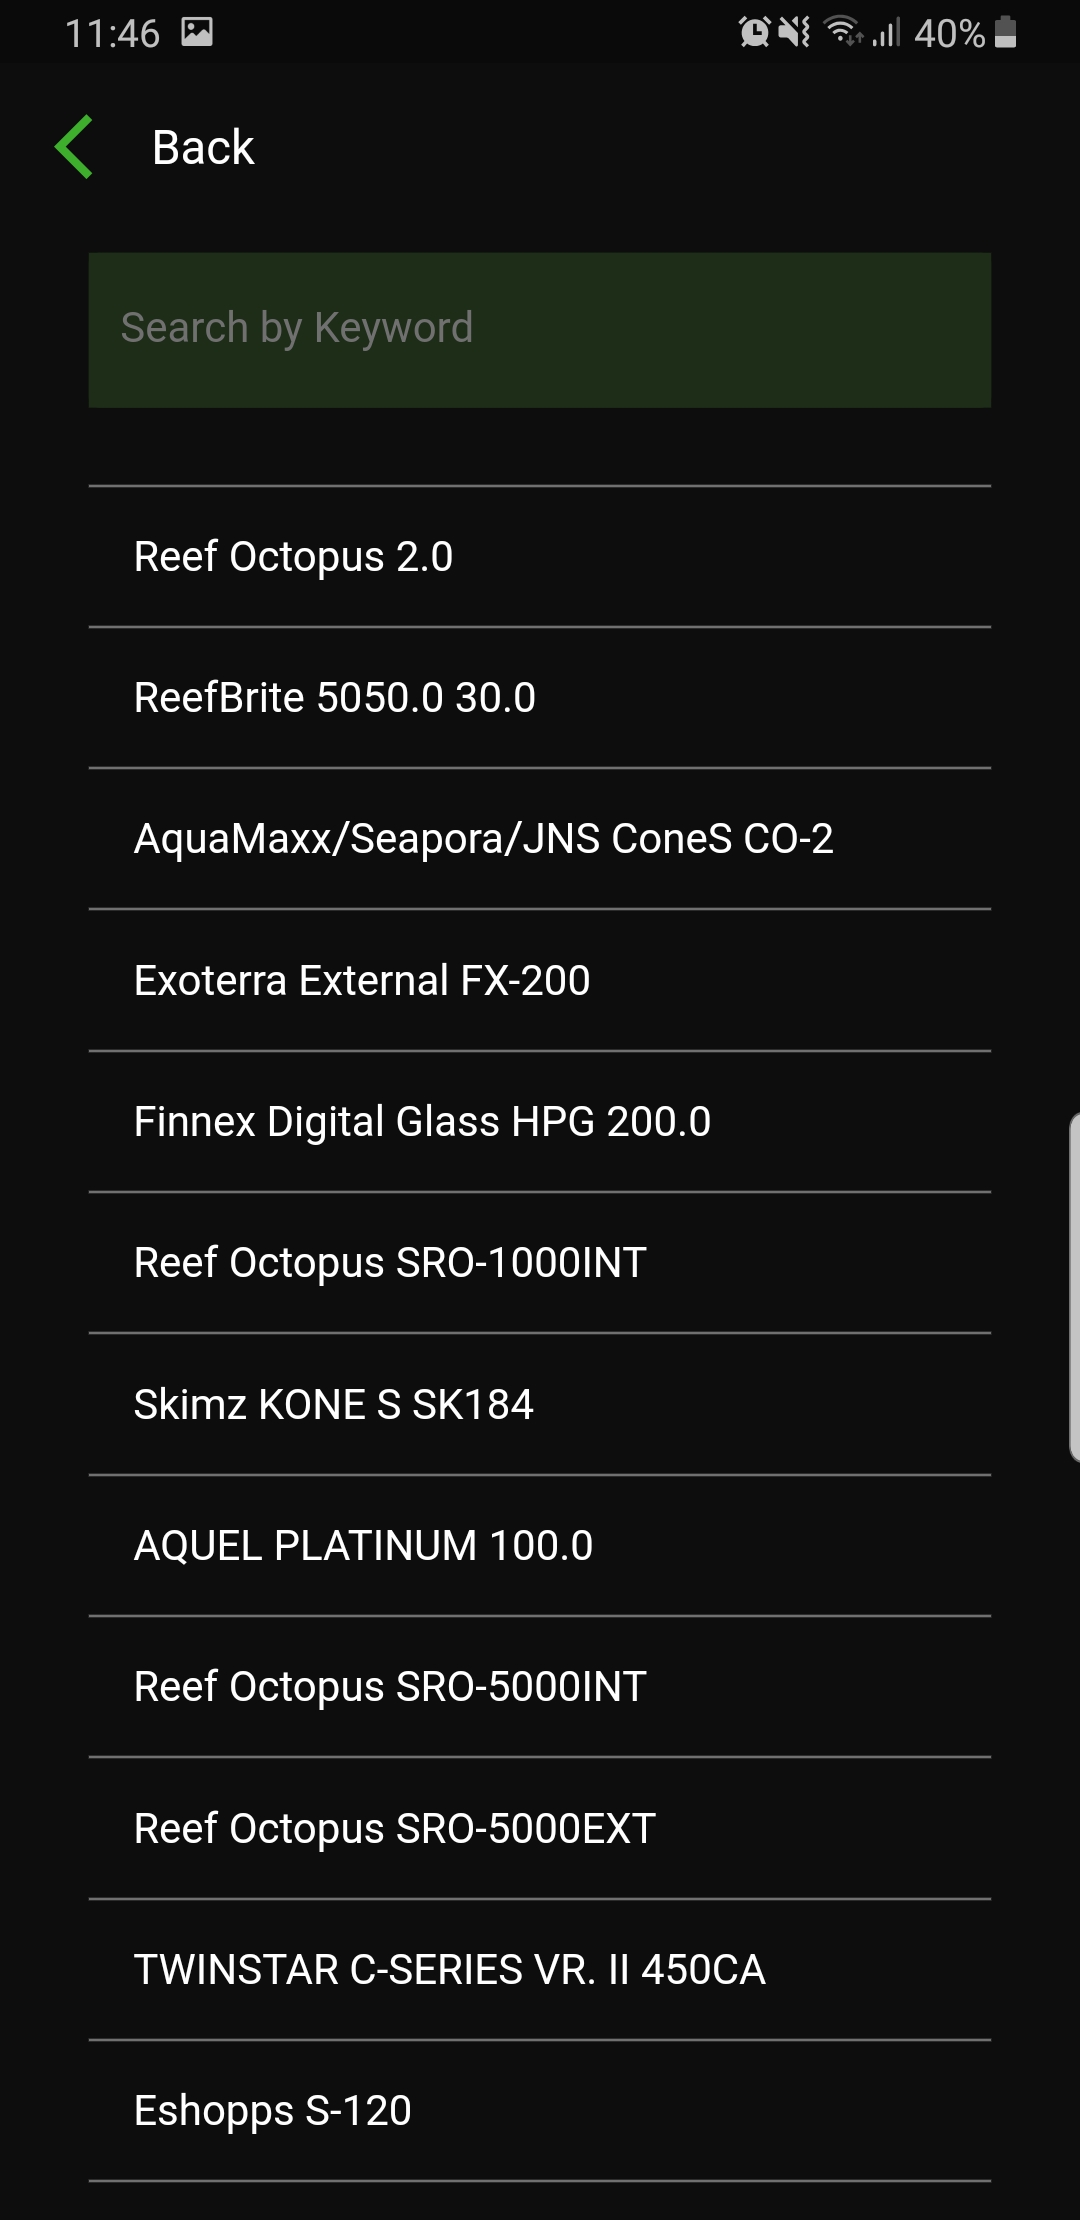 11:46 40%
Back
Search by Keyword
Reef Octopus 2.0
ReefBrite 5050.0 30.0
AquaMaxx/Seapora/JNS ConeS CO-2
Exoterra External FX-200
Finnex Digital Glass HPG 200.0
Reef Octopus SRO-1000INT
Skimz KONE S SK184
AQUEL PLATINUM 100.0
Reef Octopus SRO-5000INT
Reef Octopus SRO-5000EXT
TWINSTAR C-SERIES VR. II 450CA
Eshopps S-120